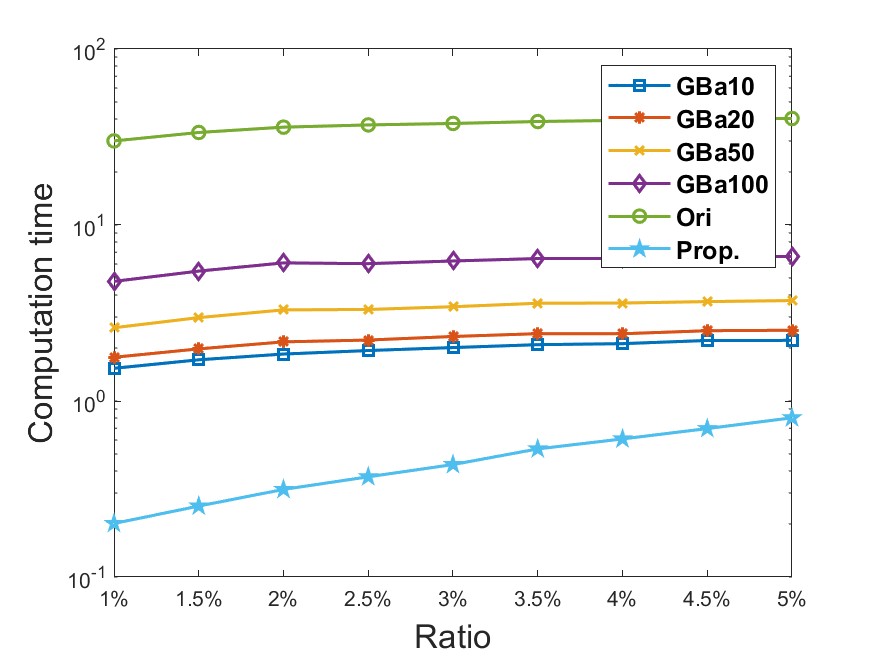 10^2
10^1
10^0
10^-1
Computation time
GBa10
GBa20
GBa50
GBa100
Ori
Prop.
1% 1.5% 2% 2.5% 3% 3.5% 4% 4.5% 5%
Ratio